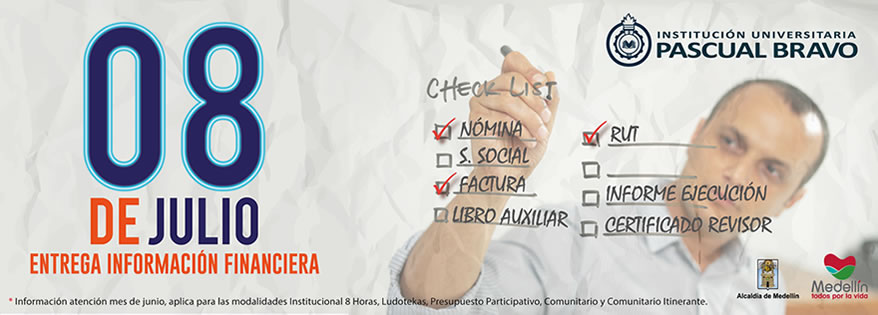 08
DE JULIO
ENTREGA INFORMACIÓN FINANCIERA
INSTITUCIÓN UNIVERSITARIA
PASCUAL BRAVO
CHECK LIST
NÓMINA
S. SOCIAL
FACTURA
LIBRO AUXILIAR
RUT
INFORME EJECUCIÓN
CERTIFICADO REVISOR
Alcaldía de Medellín
Medellín
todos por la vida
* Información atención mes de junio, aplica para las modalidades Institucional 8 Horas, Ludotekas, Presupuesto Participativo, Comunitario y Comunitario Itinerante.